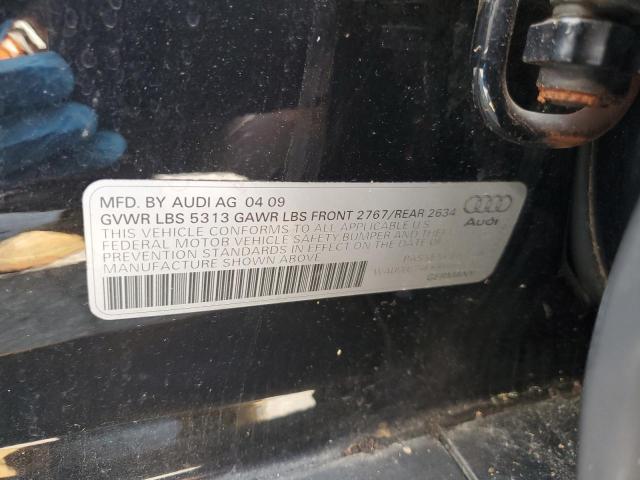 MFD. BY AUDI AG 04 09
GVWR LBS 5313 GAWR LBS FRONT 2767/REAR 2634
THIS VEHICLE CONFORMS TO ALL APPLICABLE U.S.
FEDERAL MOTOR VEHICLE SAFETY, BUMPER AND THEFT
PREVENTION STANDARDS IN EFFECT ON THE DATE OF
MANUFACTURE SHOWN ABOVE
Audi
GERMANY